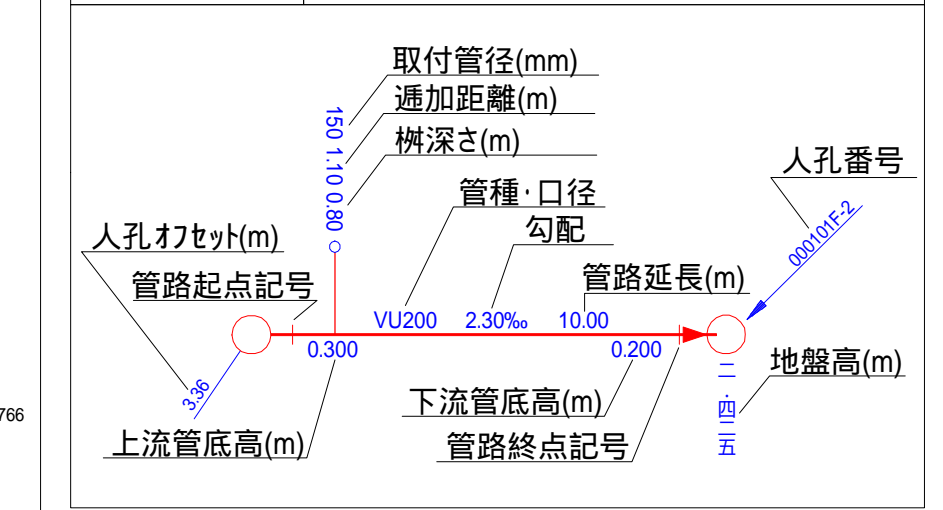 取付管径(mm)
逓加距離(m)
桝深さ(m)
150 1.10 0.80
管種・口径
勾配
人孔番号
000101F-2
人孔オフセット(m)
管路起点記号
管路延長(m)
VU200 2.30‰ 10.00
0.300
0.200
3.36
地盤高(m)
二・四二五
下流管底高(m)
上流管底高(m)
管路終点記号
766